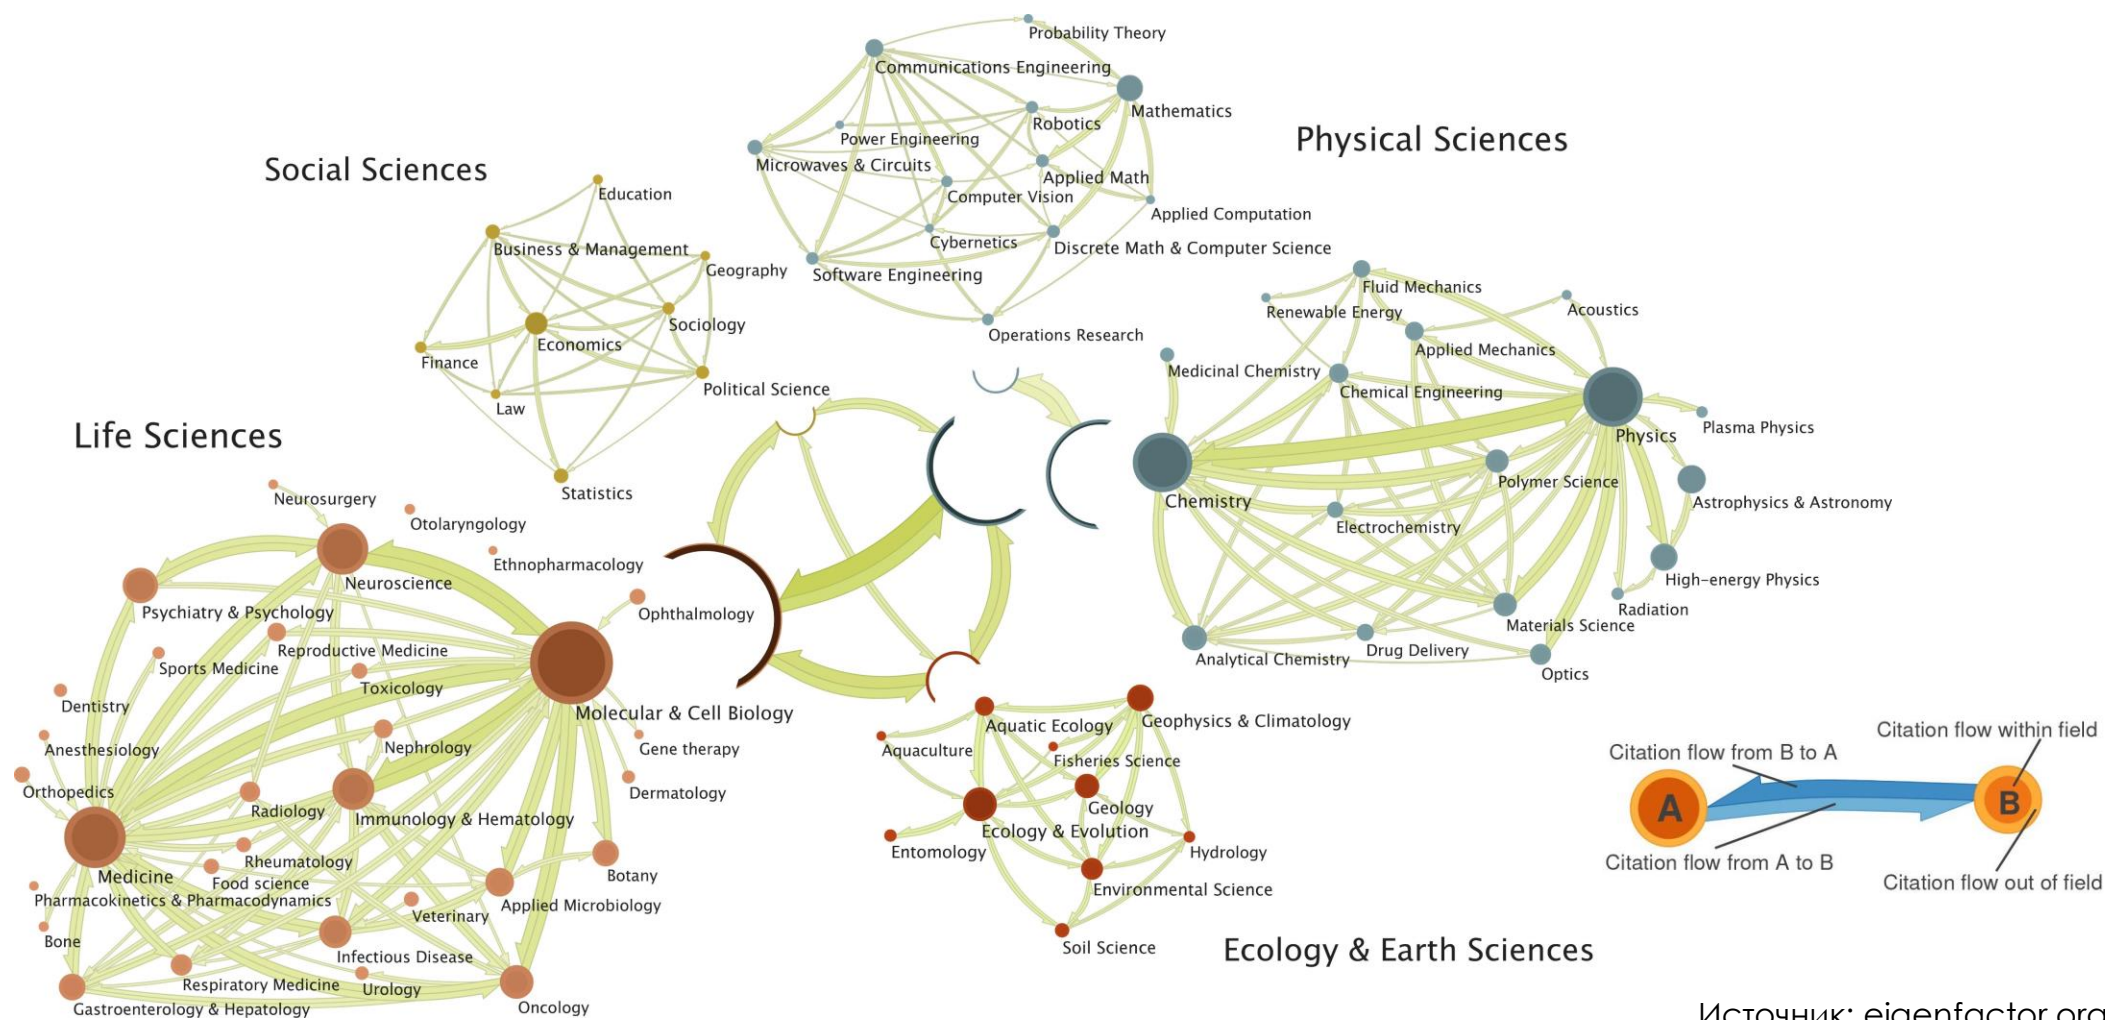 Probability Theory
Communications Engineering
Mathematics
Robotics
Power Engineering
Physical Sciences
Microwaves & Circuits
Applied Math
Computer Vision
Applied Computation
Cybernetics
Discrete Math & Computer Science
Software Engineering
Operations Research
Social Sciences
Education
Business & Management
Geography
Sociology
Economics
Finance
Political Science
Law
Statistics
Fluid Mechanics
Renewable Energy
Acoustics
Applied Mechanics
Medicinal Chemistry
Chemical Engineering
Plasma Physics
Physics
Polymer Science
Chemistry
Astrophysics & Astronomy
Electrochemistry
High-energy Physics
Radiation
Materials Science
Drug Delivery
Analytical Chemistry
Optics
Life Sciences
Neurosurgery
Otolaryngology
Ethnopharmacology
Neuroscience
Psychiatry & Psychology
Ophthalmology
Reproductive Medicine
Sports Medicine
Toxicology
Dentistry
Molecular & Cell Biology
Anesthesiology
Nephrology
Gene therapy
Orthopedics
Dermatology
Radiology
Immunology & Hematology
Rheumatology
Medicine
Food science
Botany
Pharmacokinetics & Pharmacodynamics
Applied Microbiology
Veterinary
Bone
Infectious Disease
Respiratory Medicine
Urology
Gastroenterology & Hepatology
Oncology
Aquatic Ecology
Geophysics & Climatology
Aquaculture
Fisheries Science
Geology
Ecology & Evolution
Entomology
Hydrology
Environmental Science
Soil Science
Ecology & Earth Sciences
Citation flow within field
Citation flow from B to A
A
B
Citation flow from A to B
Citation flow out of field
Источник: eigenfactor.org